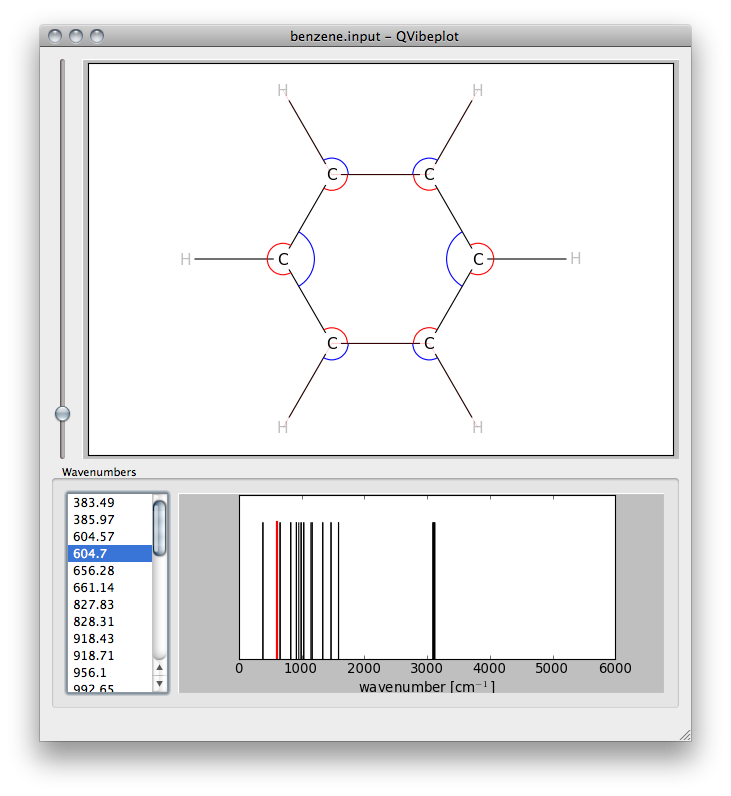 benzene.input – QVibeplot
H H
C C
H C C H
C C
H H
Wavenumbers
383.49
385.97
604.57
604.7
656.28
661.14
827.83
828.31
918.43
918.71
956.1
992.65
0 1000 2000 3000 4000 5000 6000
wavenumber [cm⁻¹]